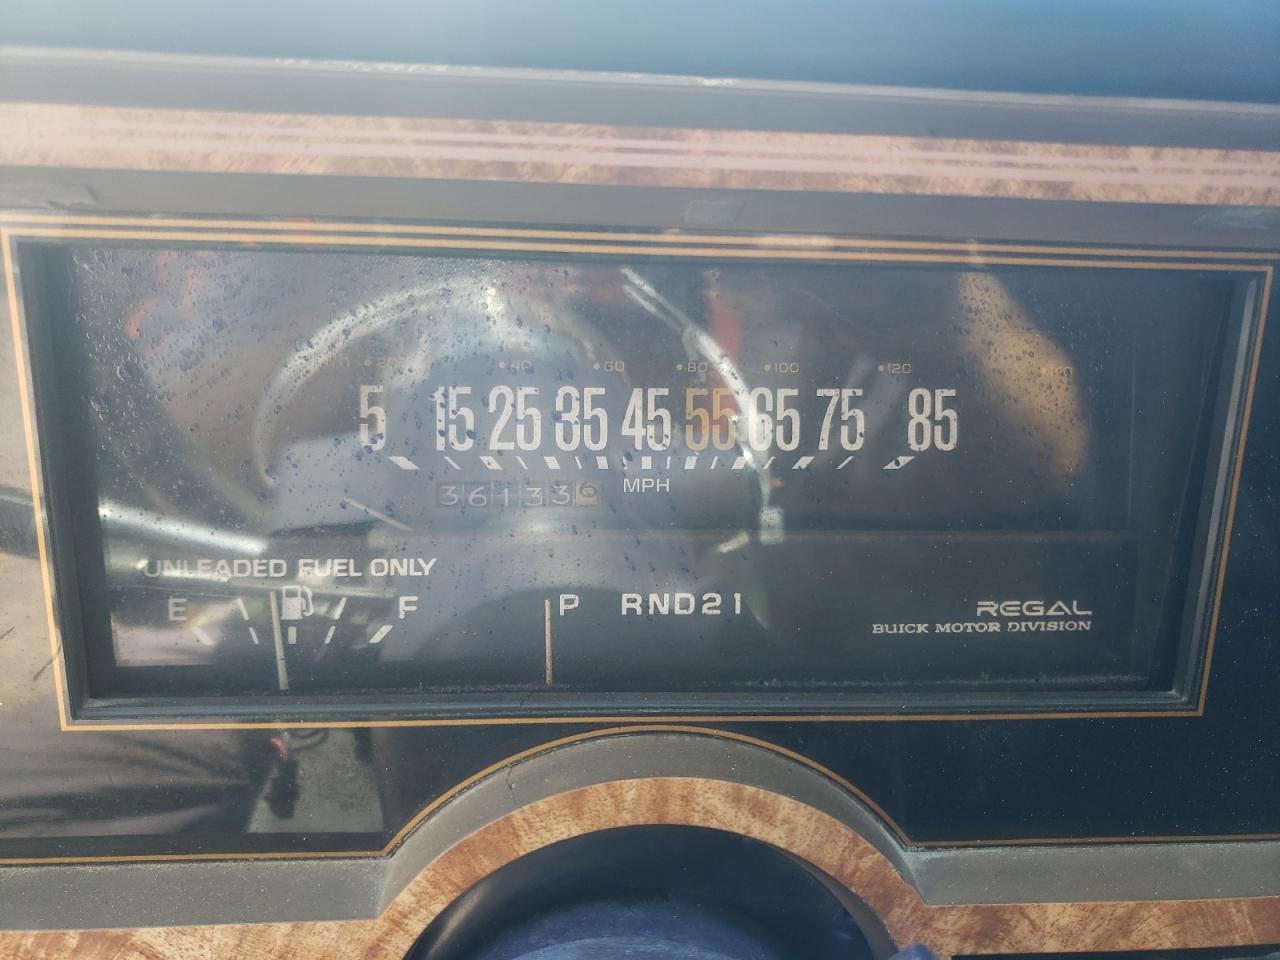 20 40 60 80 100 120
5 15 25 35 45 55 65 75 85
MPH
36133
UNLEADED FUEL ONLY
E F
P RND21
REGAL
BUICK MOTOR DIVISION